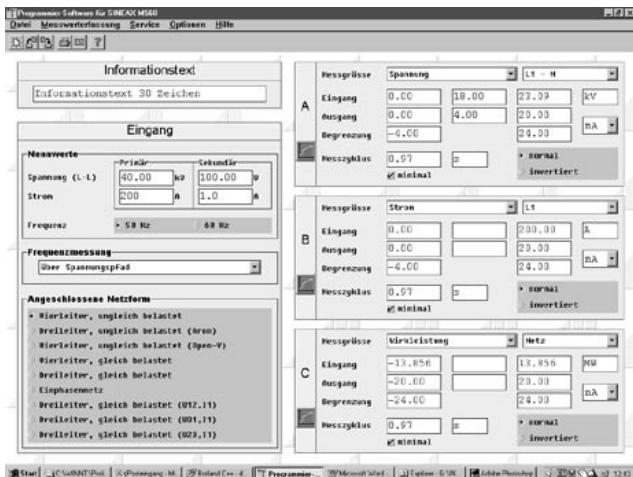 Programmier Software für SINEAX M560
Datei Messwerterfassung Service Optionen Hilfe
Informationstext
Informationstext 30 Zeichen
Eingang
Nennwerte
Primär Sekundär
Spannung (L-L) 40.00 kV 100.00 V
Strom 200 A 1.0 A
Frequenz 50 Hz 60 Hz
Frequenzmessung
über Spannungspfad
Angeschlossene Netzform
Vierleiter, ungleich belastet
Dreileiter, ungleich belastet (Aron)
Dreileiter, ungleich belastet (Open-Y)
Vierleiter, gleich belastet
Dreileiter, gleich belastet
Einphasennetz
Dreileiter, gleich belastet (U12,I1)
Dreileiter, gleich belastet (U31,I1)
Dreileiter, gleich belastet (U23,I1)
A
Messgrösse Spannung L1 - N
Eingang 0.00 18.00 23.09 kV
Ausgang 0.00 4.00 20.00 mA
Begrenzung -4.00 24.00
Messzyklus 0.97 s normal
minimal invertiert
B
Messgrösse Strom L1
Eingang 0.00 200.00 A
Ausgang 0.00 20.00 mA
Begrenzung -4.00 24.00
Messzyklus 0.97 s normal
minimal invertiert
C
Messgrösse Wirkleistung Netz
Eingang -13.856 13.856 MW
Ausgang -20.00 20.00 mA
Begrenzung -24.00 24.00
Messzyklus 0.97 s normal
minimal invertiert
Start Posteingang - M. Borland C++ - Programmier-... Microsoft Word - Explorer - Adobe Photoshop 12:43